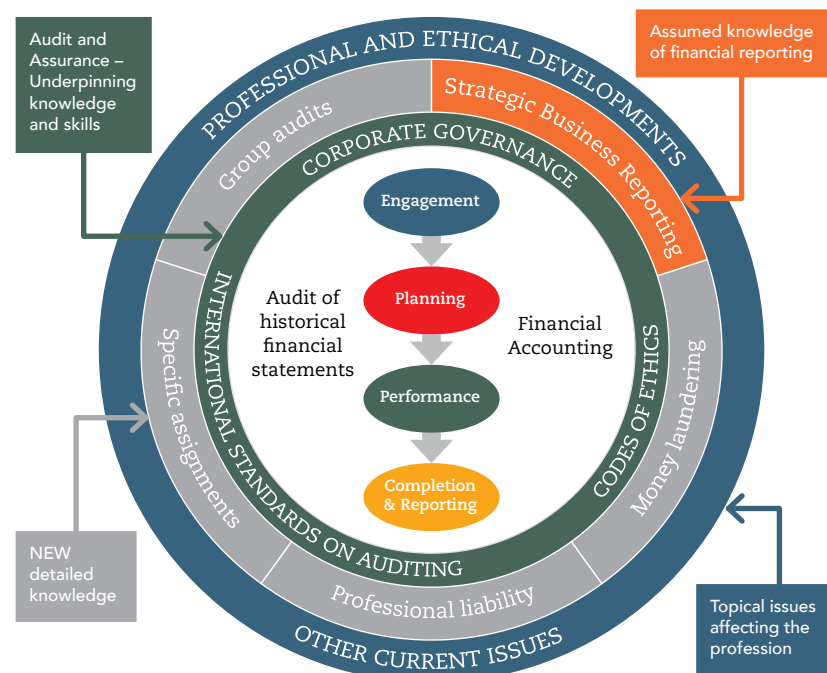 Audit and
Assurance –
Underpinning
knowledge
and skills
Assumed knowledge
of financial reporting
PROFESSIONAL AND ETHICAL DEVELOPMENTS
Group audits
Strategic Business Reporting
CORPORATE GOVERNANCE
Engagement
Planning
Audit of
historical
financial
statements
Financial
Accounting
Performance
Completion
& Reporting
INTERNATIONAL STANDARDS ON AUDITING
CODES OF ETHICS
Specific assignments
Money laundering
Professional liability
OTHER CURRENT ISSUES
NEW
detailed
knowledge
Topical issues
affecting the
profession